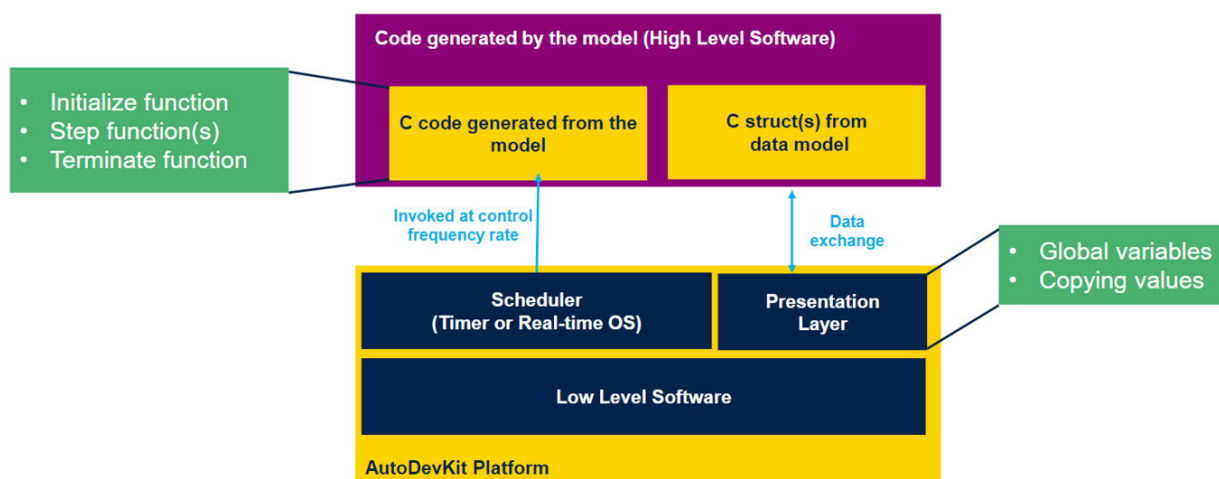 Code generated by the model (High Level Software)
• Initialize function
• Step function(s)
• Terminate function
C code generated from the
model
C struct(s) from
data model
Invoked at control
frequency rate
Data
exchange
• Global variables
• Copying values
Scheduler
(Timer or Real-time OS)
Presentation
Layer
Low Level Software
AutoDevKit Platform